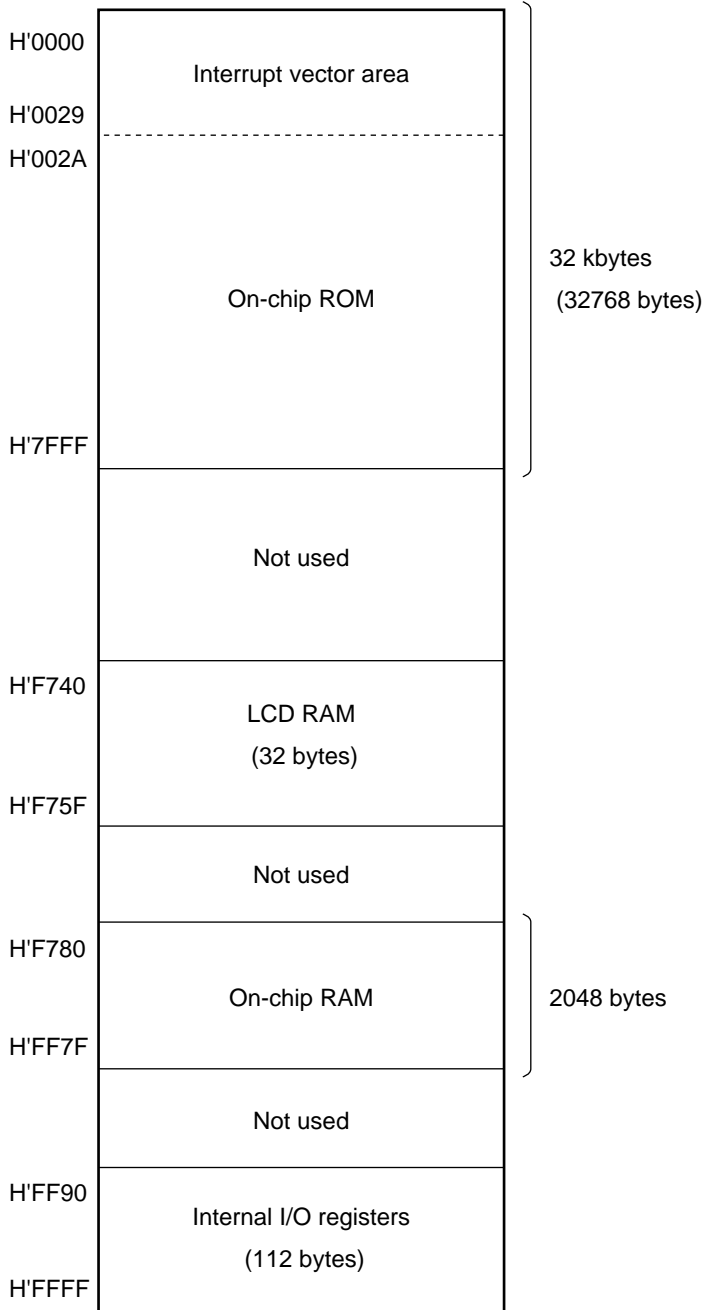 H'0000
Interrupt vector area
H'0029
H'002A
32 kbytes
On-chip ROM
(32768 bytes)
H'7FFF
Not used
H'F740
LCD RAM
(32 bytes)
H'F75F
Not used
H'F780
On-chip RAM
2048 bytes
H'FF7F
Not used
H'FF90
Internal I/O registers
(112 bytes)
H'FFFF